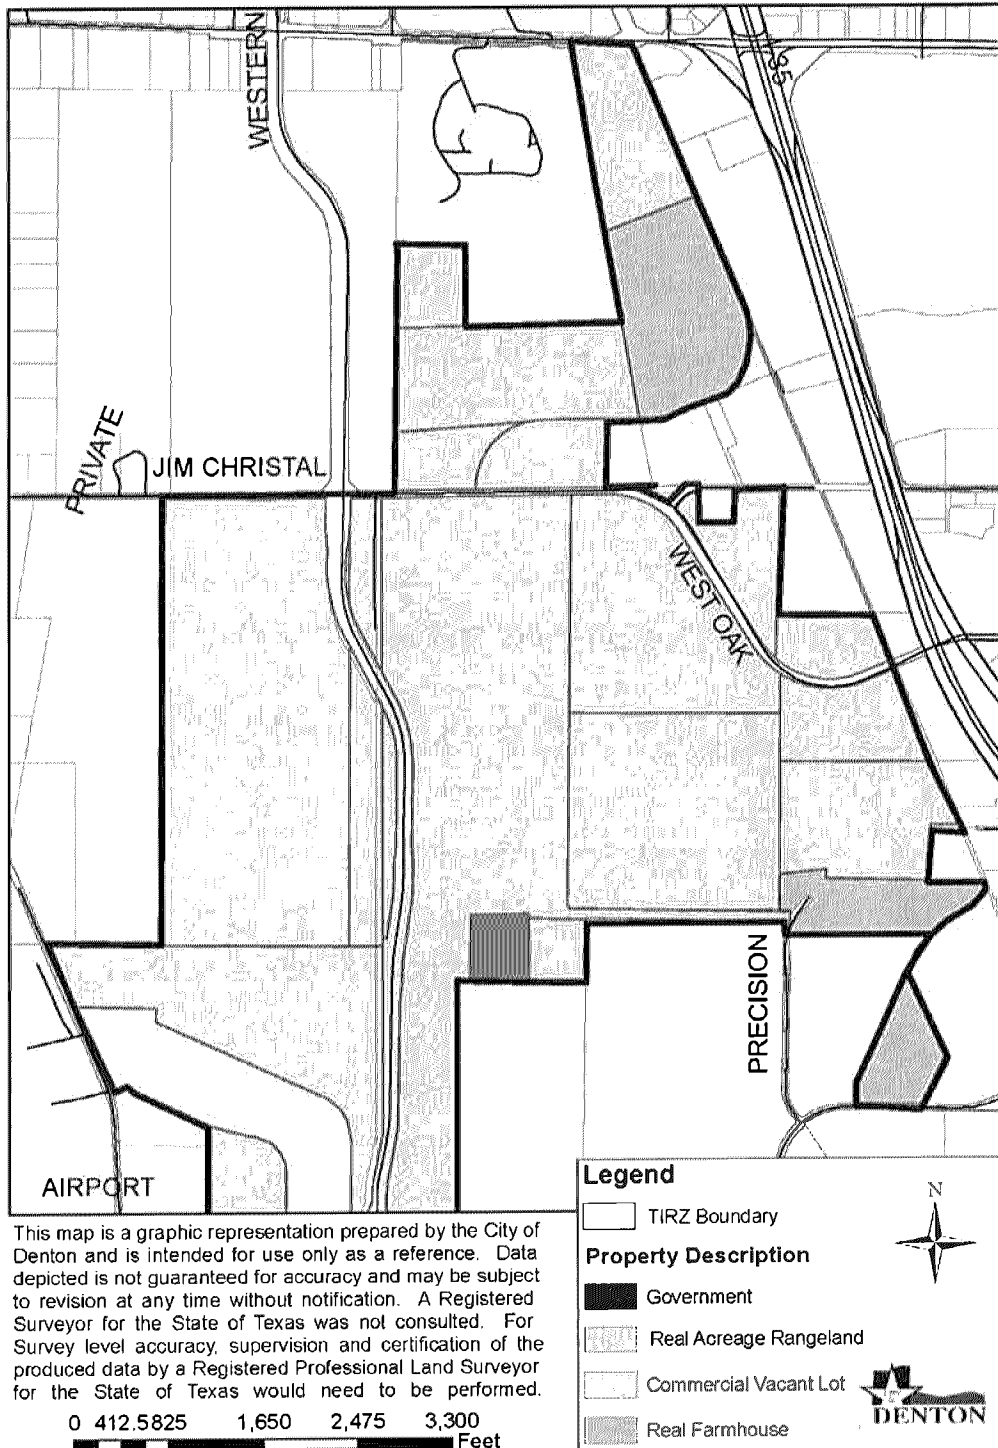 WESTERN
I-35
PRIVATE
JIM CHRISTAL
WEST OAK
PRECISION
AIRPORT
This map is a graphic representation prepared by the City of
Denton and is intended for use only as a reference. Data
depicted is not guaranteed for accuracy and may be subject
to revision at any time without notification. A Registered
Surveyor for the State of Texas was not consulted. For
Survey level accuracy, supervision and certification of the
produced data by a Registered Professional Land Surveyor
for the State of Texas would need to be performed.
0 412.5825 1,650 2,475 3,300
Feet
Legend
TIRZ Boundary
Property Description
Government
Real Acreage Rangeland
Commercial Vacant Lot
Real Farmhouse
N
DENTON